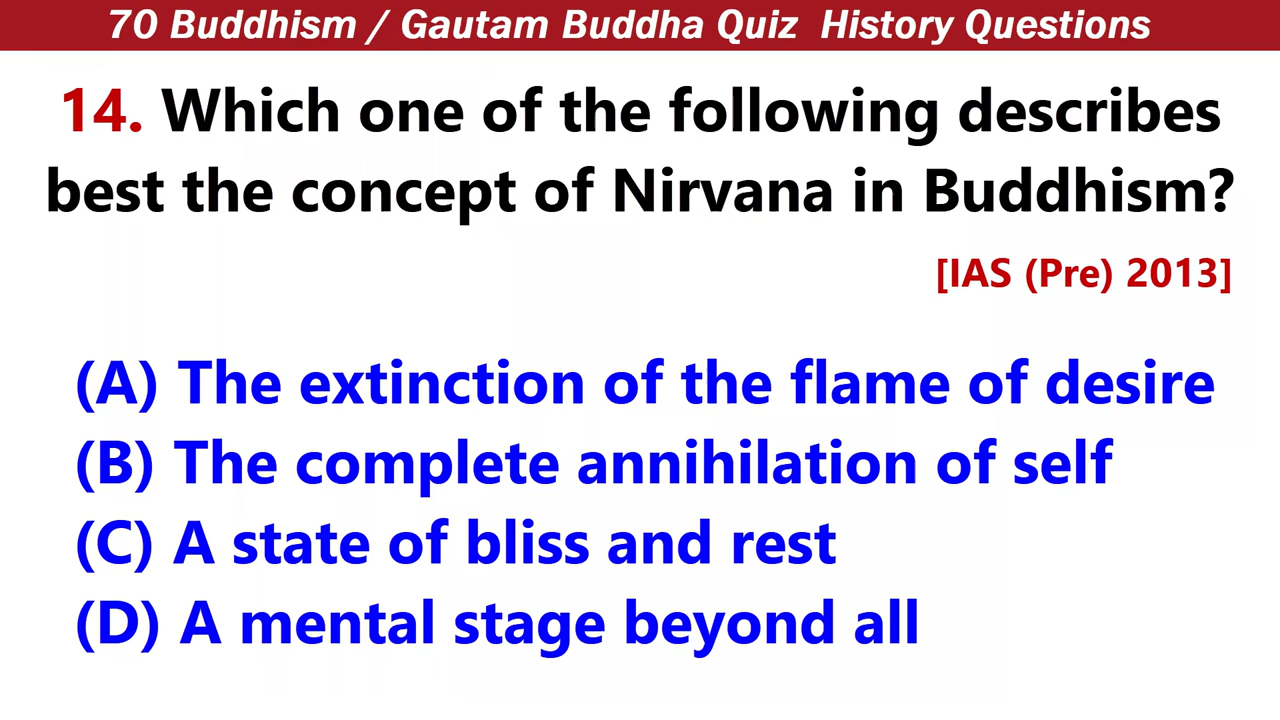 70 Buddhism / Gautam Buddha Quiz History Questions
14. Which one of the following describes
best the concept of Nirvana in Buddhism?
[IAS (Pre) 2013]
(A) The extinction of the flame of desire
(B) The complete annihilation of self
(C) A state of bliss and rest
(D) A mental stage beyond all